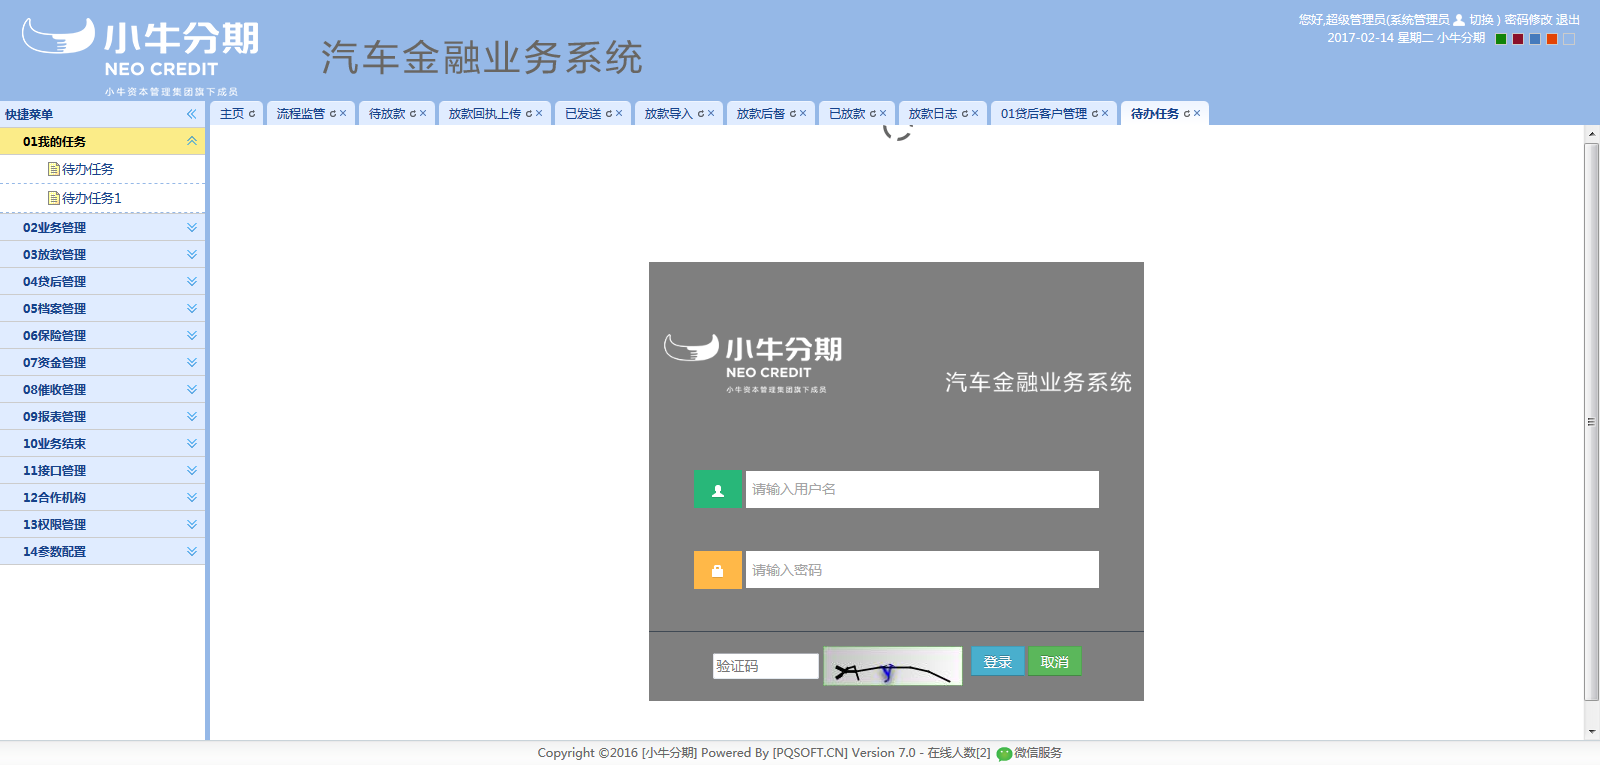 小牛分期
NEO CREDIT
小牛资本管理集团旗下成员
汽车金融业务系统
您好,超级管理员(系统管理员 切换 ) 密码修改 退出
2017-02-14 星期二 小牛分期
快捷菜单
主页 流程监管 待放款 放款回执上传 已发送 放款导入 放款后督 已放款 放款日志 01贷后客户管理 待办任务
01我的任务
待办任务
待办任务1
02业务管理
03放款管理
04贷后管理
05档案管理
06保险管理
07资金管理
08催收管理
09报表管理
10业务结束
11接口管理
12合作机构
13权限管理
14参数配置
小牛分期
NEO CREDIT
小牛资本管理集团旗下成员
汽车金融业务系统
请输入用户名
请输入密码
验证码
登录 取消
Copyright ©2016 [小牛分期] Powered By [PQSOFT.CN] Version 7.0 - 在线人数[2] 微信服务